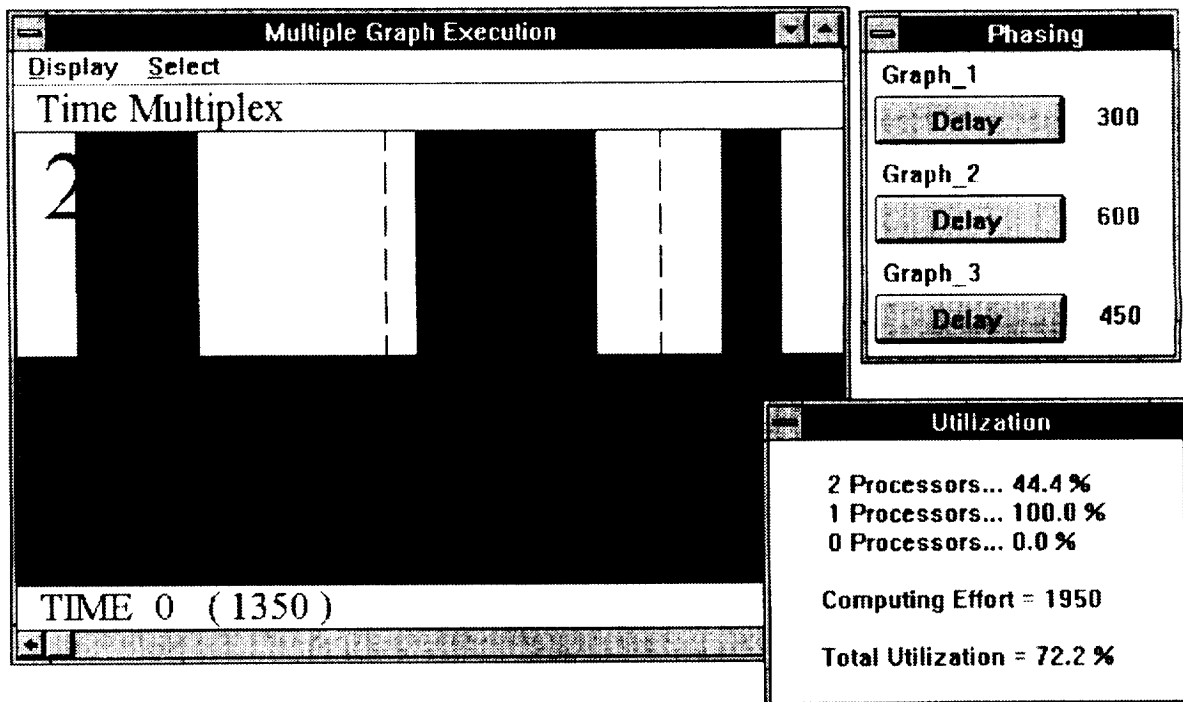 Multiple Graph Execution
Display Select
Time Multiplex
2
TIME 0 ( 1350 )
Phasing
Graph_1
Delay 300
Graph_2
Delay 600
Graph_3
Delay 450
Utilization
2 Processors... 44.4 %
1 Processors... 100.0 %
0 Processors... 0.0 %
Computing Effort = 1950
Total Utilization = 72.2 %